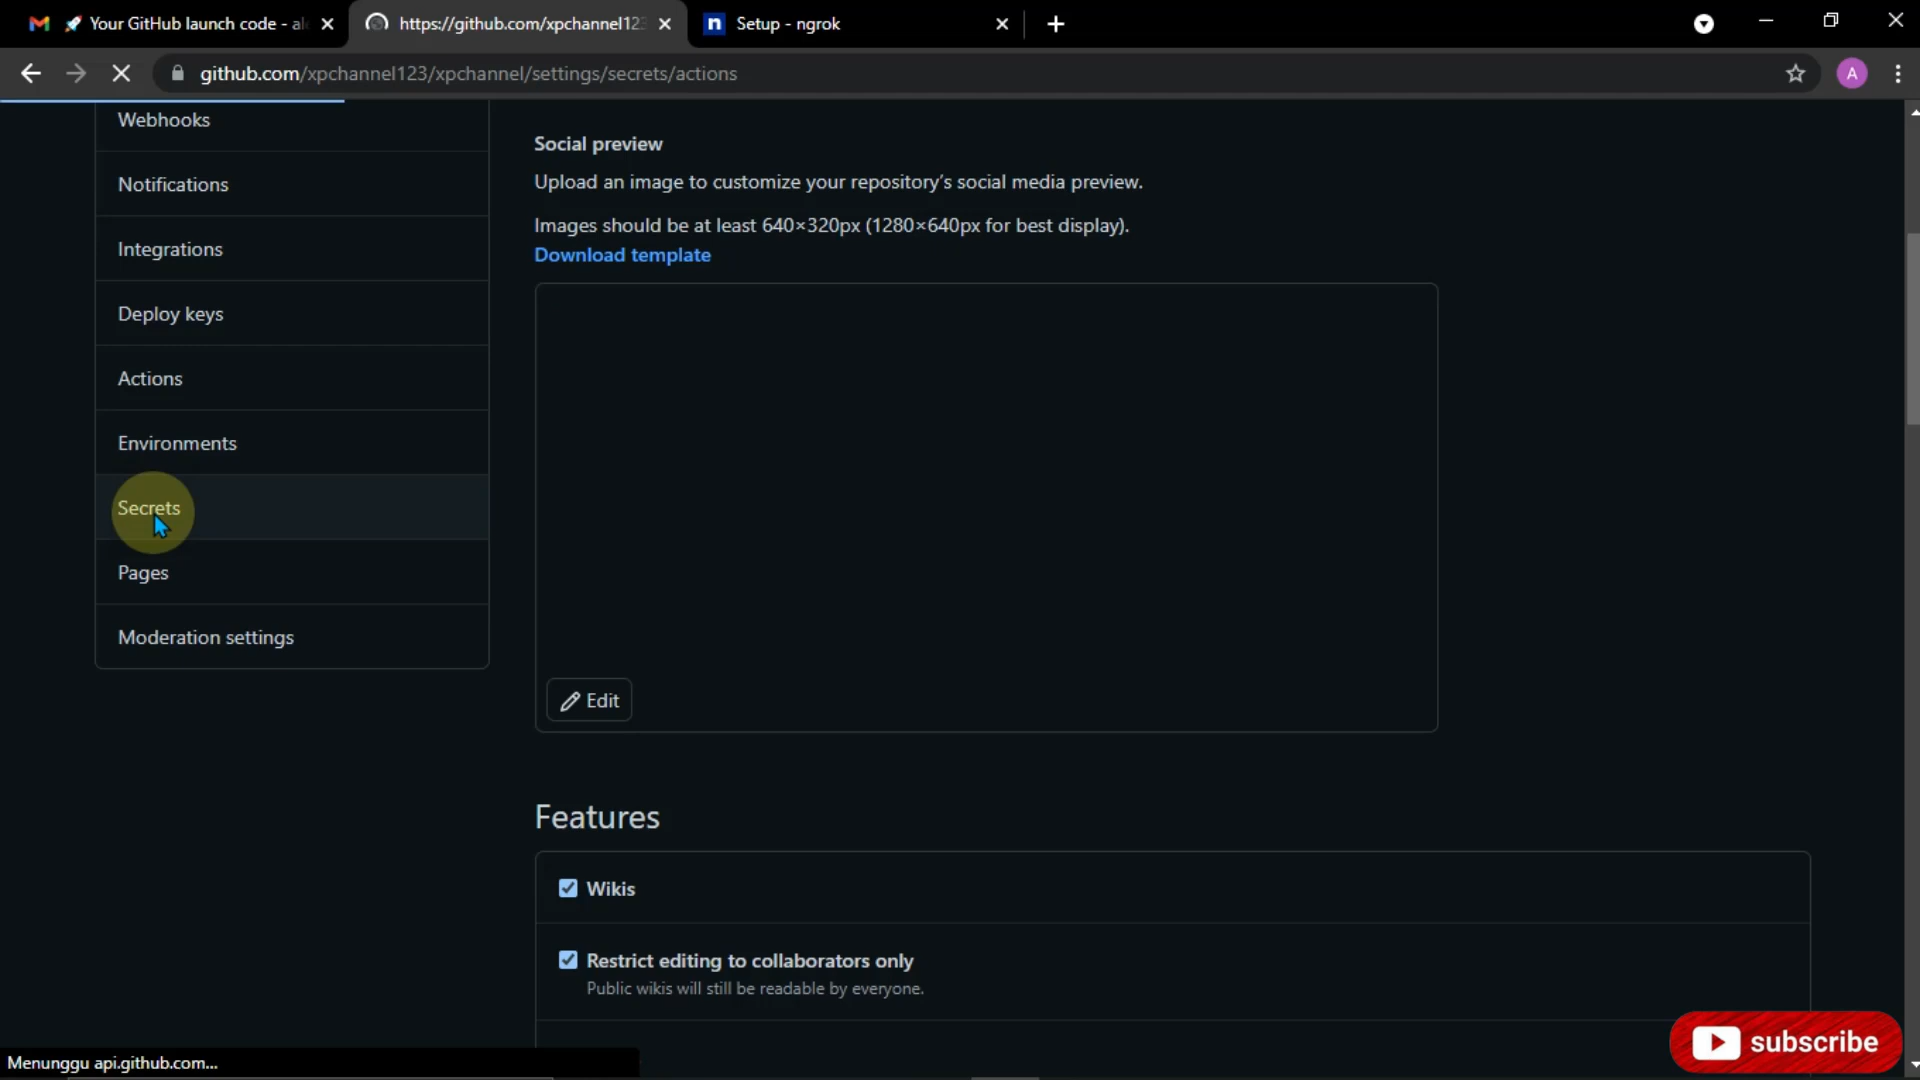 Your GitHub launch code - al
https://github.com/xpchannel123
Setup - ngrok
github.com/xpchannel123/xpchannel/settings/secrets/actions
A
Webhooks
Notifications
Integrations
Deploy keys
Actions
Environments
Secrets
Pages
Moderation settings
Social preview
Upload an image to customize your repository's social media preview.
Images should be at least 640×320px (1280×640px for best display).
Download template
Edit
Features
Wikis
Restrict editing to collaborators only
Public wikis will still be readable by everyone.
subscribe
Menunggu api.github.com...